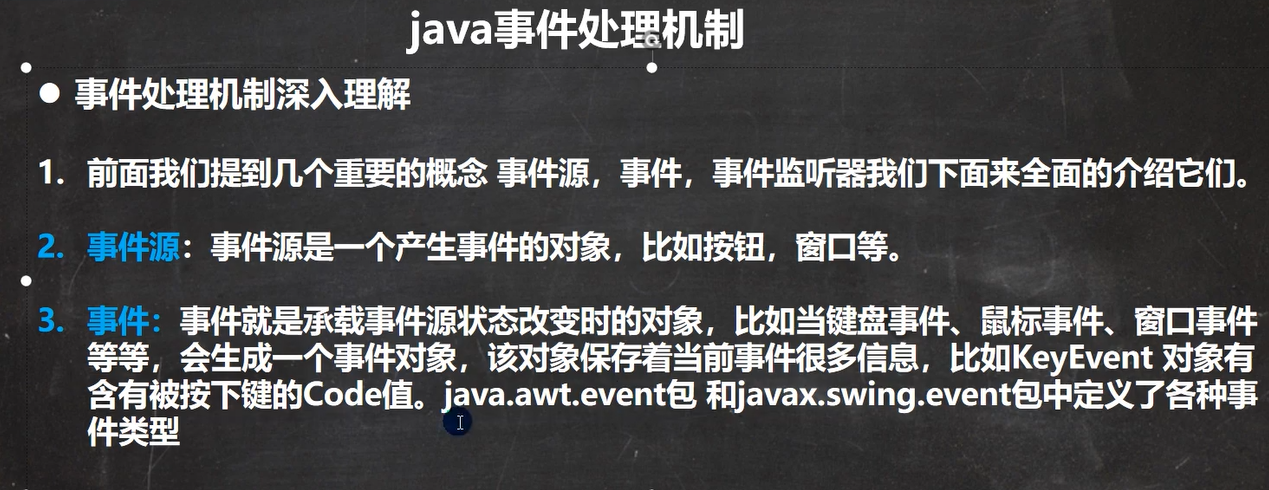 java事件处理机制
● 事件处理机制深入理解
1. 前面我们提到几个重要的概念 事件源，事件，事件监听器我们下面来全面的介绍它们。
2. 事件源：事件源是一个产生事件的对象，比如按钮，窗口等。
3. 事件：事件就是承载事件源状态改变时的对象，比如当键盘事件、鼠标事件、窗口事件
等等，会生成一个事件对象，该对象保存着当前事件很多信息，比如KeyEvent 对象有
含有被按下键的Code值。java.awt.event包 和javax.swing.event包中定义了各种事
件类型